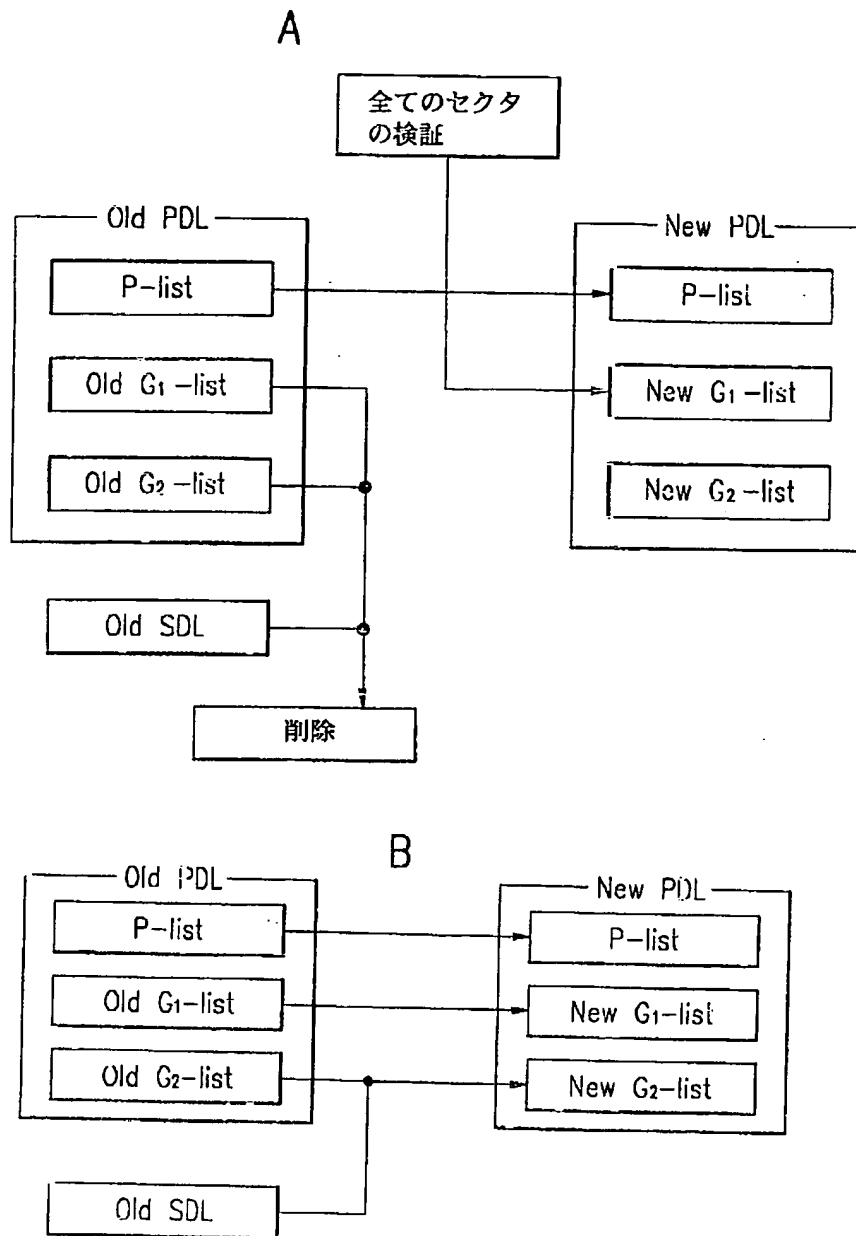 A
全てのセクタ
の検証
Old PDL
P-list
Old G1-list
Old G2-list
Old SDL
削除
New PDL
P-list
New G1-list
New G2-list
B
Old PDL
P-list
Old G1-list
Old G2-list
Old SDL
New PDL
P-list
New G1-list
New G2-list